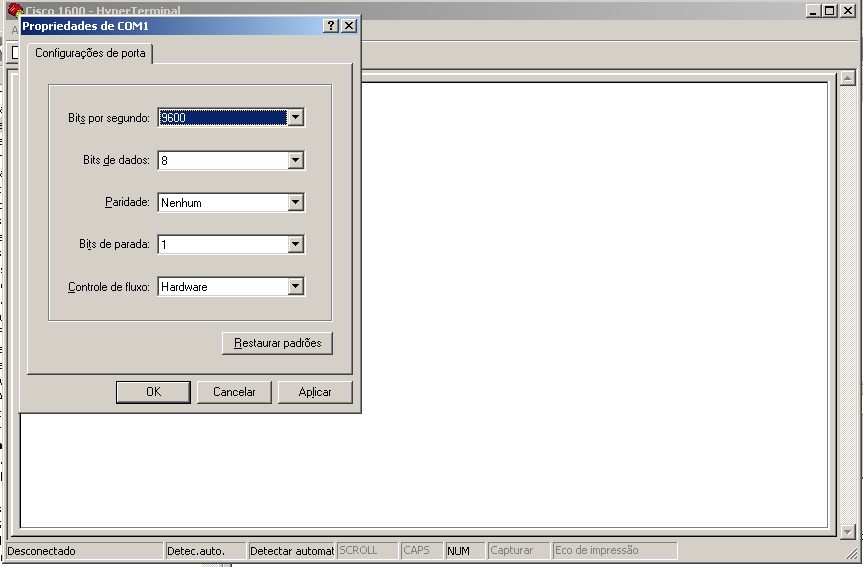 Cisco 1600 - HyperTerminal
Propriedades de COM1
Configurações de porta
Bits por segundo: 9600
Bits de dados: 8
Paridade: Nenhum
Bits de parada: 1
Controle de fluxo: Hardware
Restaurar padrões
OK Cancelar Aplicar
Desconectado Detec.auto. Detectar automat SCROLL CAPS NUM Capturar Eco de impressão